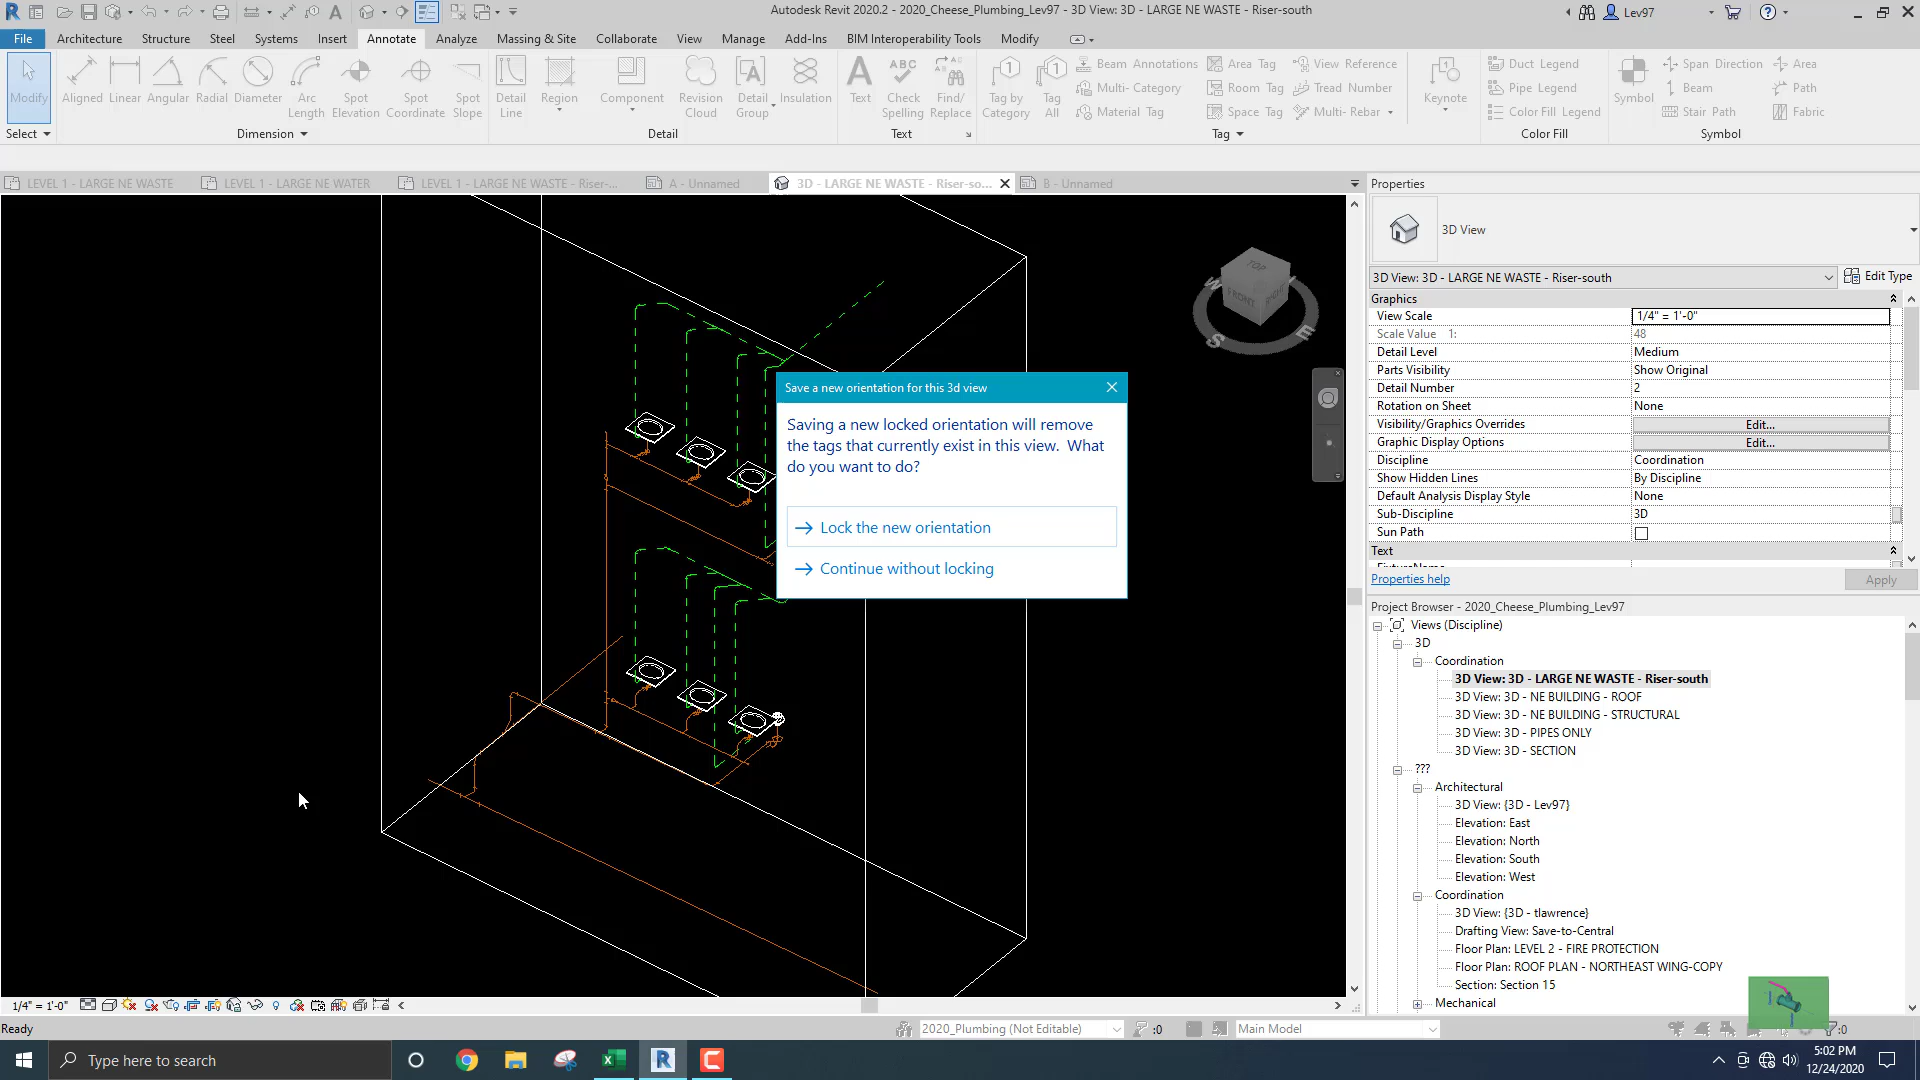 Autodesk Revit 2020.2 - 2020_Cheese_Plumbing_Lev97 - 3D View: 3D - LARGE NE WASTE - Riser-south
Lev97
File Architecture Structure Steel Systems Insert Annotate Analyze Massing & Site Collaborate View Manage Add-Ins BIM Interoperability Tools Modify
Modify
Aligned Linear Angular Radial Diameter Arc Length Spot Elevation Spot Coordinate Spot Slope
Detail Line Region Component Revision Cloud Detail Group Insulation
Text ABC Check Spelling Find/ Replace
Tag by Category Tag All
Beam Annotations Area Tag View Reference
Multi- Category Room Tag Tread Number
Material Tag Space Tag Multi- Rebar
Keynote
Duct Legend
Pipe Legend
Color Fill Legend
Symbol
Span Direction Area
Beam Path
Stair Path Fabric
Select Dimension Detail Text Tag Color Fill Symbol
LEVEL 1 - LARGE NE WASTE
LEVEL 1 - LARGE NE WATER
LEVEL 1 - LARGE NE WASTE - Riser-...
A - Unnamed
3D - LARGE NE WASTE - Riser-so...
B - Unnamed
TOP
FRONT
RIGHT
W
S
E
Save a new orientation for this 3d view
Saving a new locked orientation will remove
the tags that currently exist in this view. What
do you want to do?
Lock the new orientation
Continue without locking
Properties
3D View
3D View: 3D - LARGE NE WASTE - Riser-south
Edit Type
Graphics
View Scale 1/4" = 1'-0"
Scale Value 1: 48
Detail Level Medium
Parts Visibility Show Original
Detail Number 2
Rotation on Sheet None
Visibility/Graphics Overrides Edit...
Graphic Display Options Edit...
Discipline Coordination
Show Hidden Lines By Discipline
Default Analysis Display Style None
Sub-Discipline 3D
Sun Path
Text
Properties help
Apply
Project Browser - 2020_Cheese_Plumbing_Lev97
Views (Discipline)
3D
Coordination
3D View: 3D - LARGE NE WASTE - Riser-south
3D View: 3D - NE BUILDING - ROOF
3D View: 3D - NE BUILDING - STRUCTURAL
3D View: 3D - PIPES ONLY
3D View: 3D - SECTION
???
Architectural
3D View: {3D - Lev97}
Elevation: East
Elevation: North
Elevation: South
Elevation: West
Coordination
3D View: {3D - tlawrence}
Drafting View: Save-to-Central
Floor Plan: LEVEL 2 - FIRE PROTECTION
Floor Plan: ROOF PLAN - NORTHEAST WING-COPY
Section: Section 15
Mechanical
1/4" = 1'-0"
Ready
2020_Plumbing (Not Editable)
:0
Main Model
:0
Type here to search
5:02 PM
12/24/2020